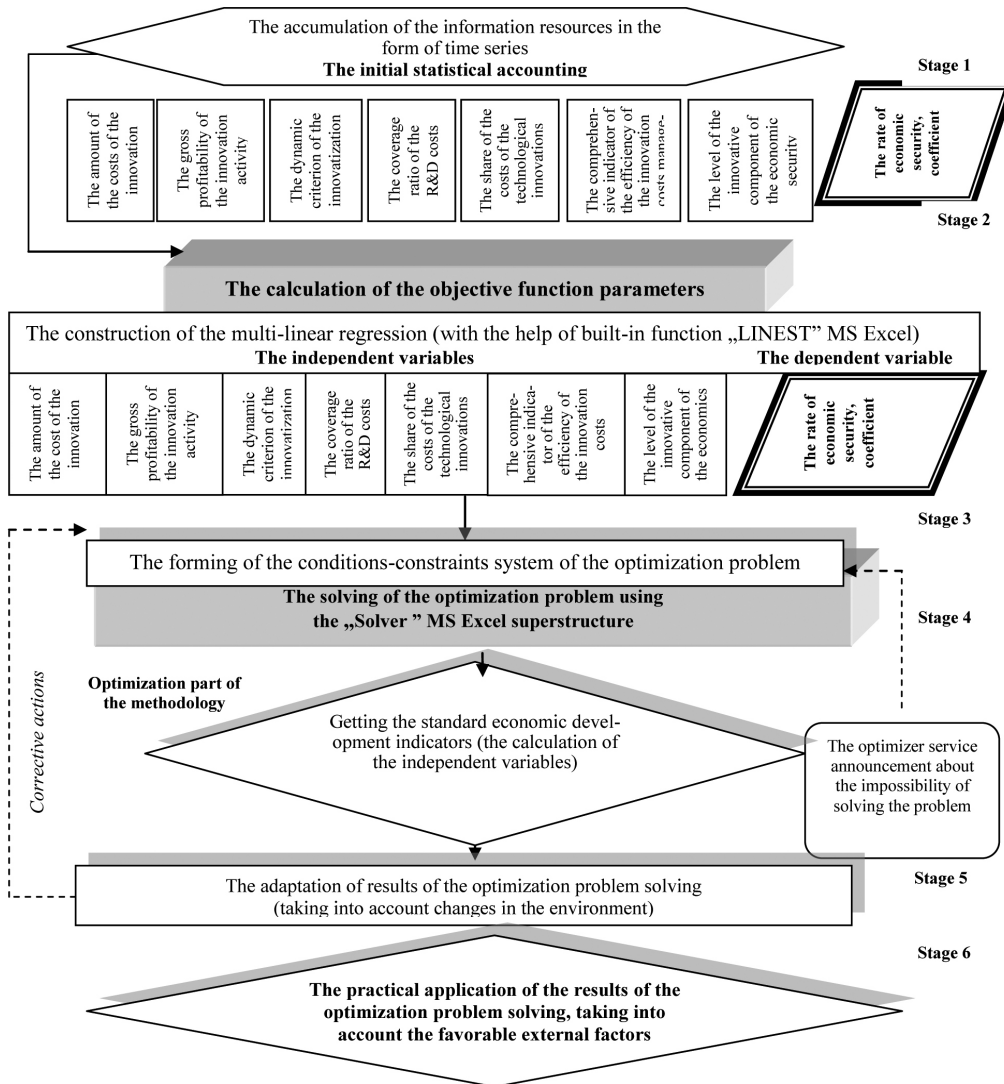 The accumulation of the information resources in the
form of time series
The initial statistical accounting
Stage 1
The amount of
the costs of the
innovation
The gross
profitability of
the innovation
activity
The dynamic
criterion of the
innovatization
The coverage
ratio of the
R&D costs
The share of the
costs of the
technological
innovations
The comprehen-
sive indicator of
the efficiency of
the innovation
costs manage-
The level of the
innovative
component of
the economic
security
The rate of
economic
security,
coefficient
Stage 2
The calculation of the objective function parameters
The construction of the multi-linear regression (with the help of built-in function „LINEST” MS Excel)
The independent variables
The dependent variable
The amount of
the cost of the
innovation
The gross
profitability of
the innovation
activity
The dynamic
criterion of the
innovatization
The coverage
ratio of the
R&D costs
The share of the
costs of the
technological
innovations
The compre-
hensive indica-
tor of the
efficiency of
the innovation
costs
The level of the
innovative
component of
the economics
The rate of
economic
security,
coefficient
Stage 3
The forming of the conditions-constraints system of the optimization problem
The solving of the optimization problem using
the „Solver ” MS Excel superstructure
Stage 4
Optimization part of
the methodology
Corrective actions
Getting the standard economic devel-
opment indicators (the calculation of
the independent variables)
The optimizer service
announcement about
the impossibility of
solving the problem
Stage 5
The adaptation of results of the optimization problem solving
(taking into account changes in the environment)
Stage 6
The practical application of the results of the
optimization problem solving, taking into
account the favorable external factors